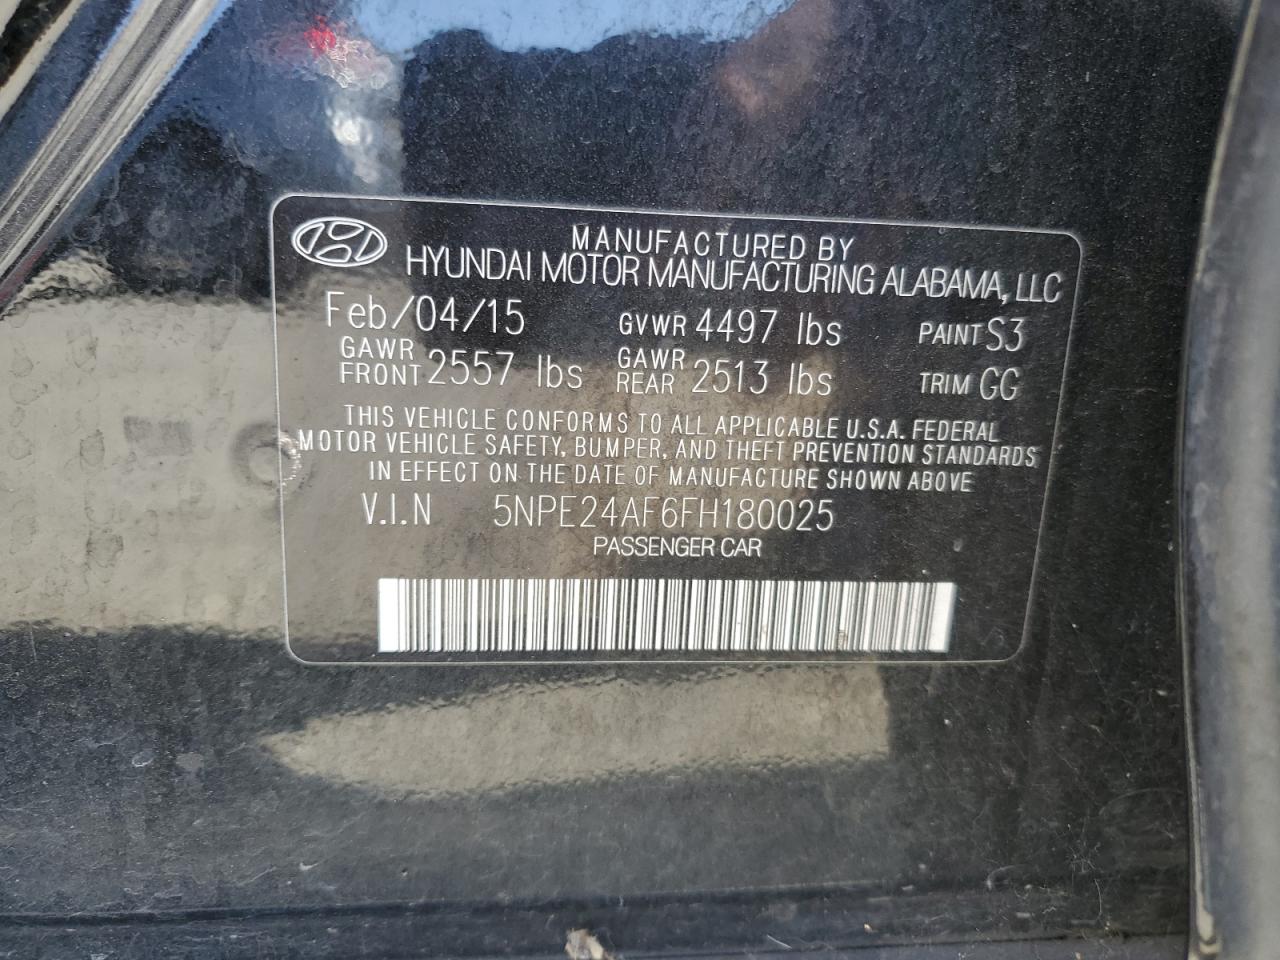 MANUFACTURED BY
HYUNDAI MOTOR MANUFACTURING ALABAMA, LLC
Feb/04/15 GVWR 4497 lbs PAINT S3
GAWR FRONT 2557 lbs GAWR REAR 2513 lbs TRIM GG
THIS VEHICLE CONFORMS TO ALL APPLICABLE U.S.A. FEDERAL
MOTOR VEHICLE SAFETY, BUMPER, AND THEFT PREVENTION STANDARDS
IN EFFECT ON THE DATE OF MANUFACTURE SHOWN ABOVE
V.I.N 5NPE24AF6FH180025
PASSENGER CAR